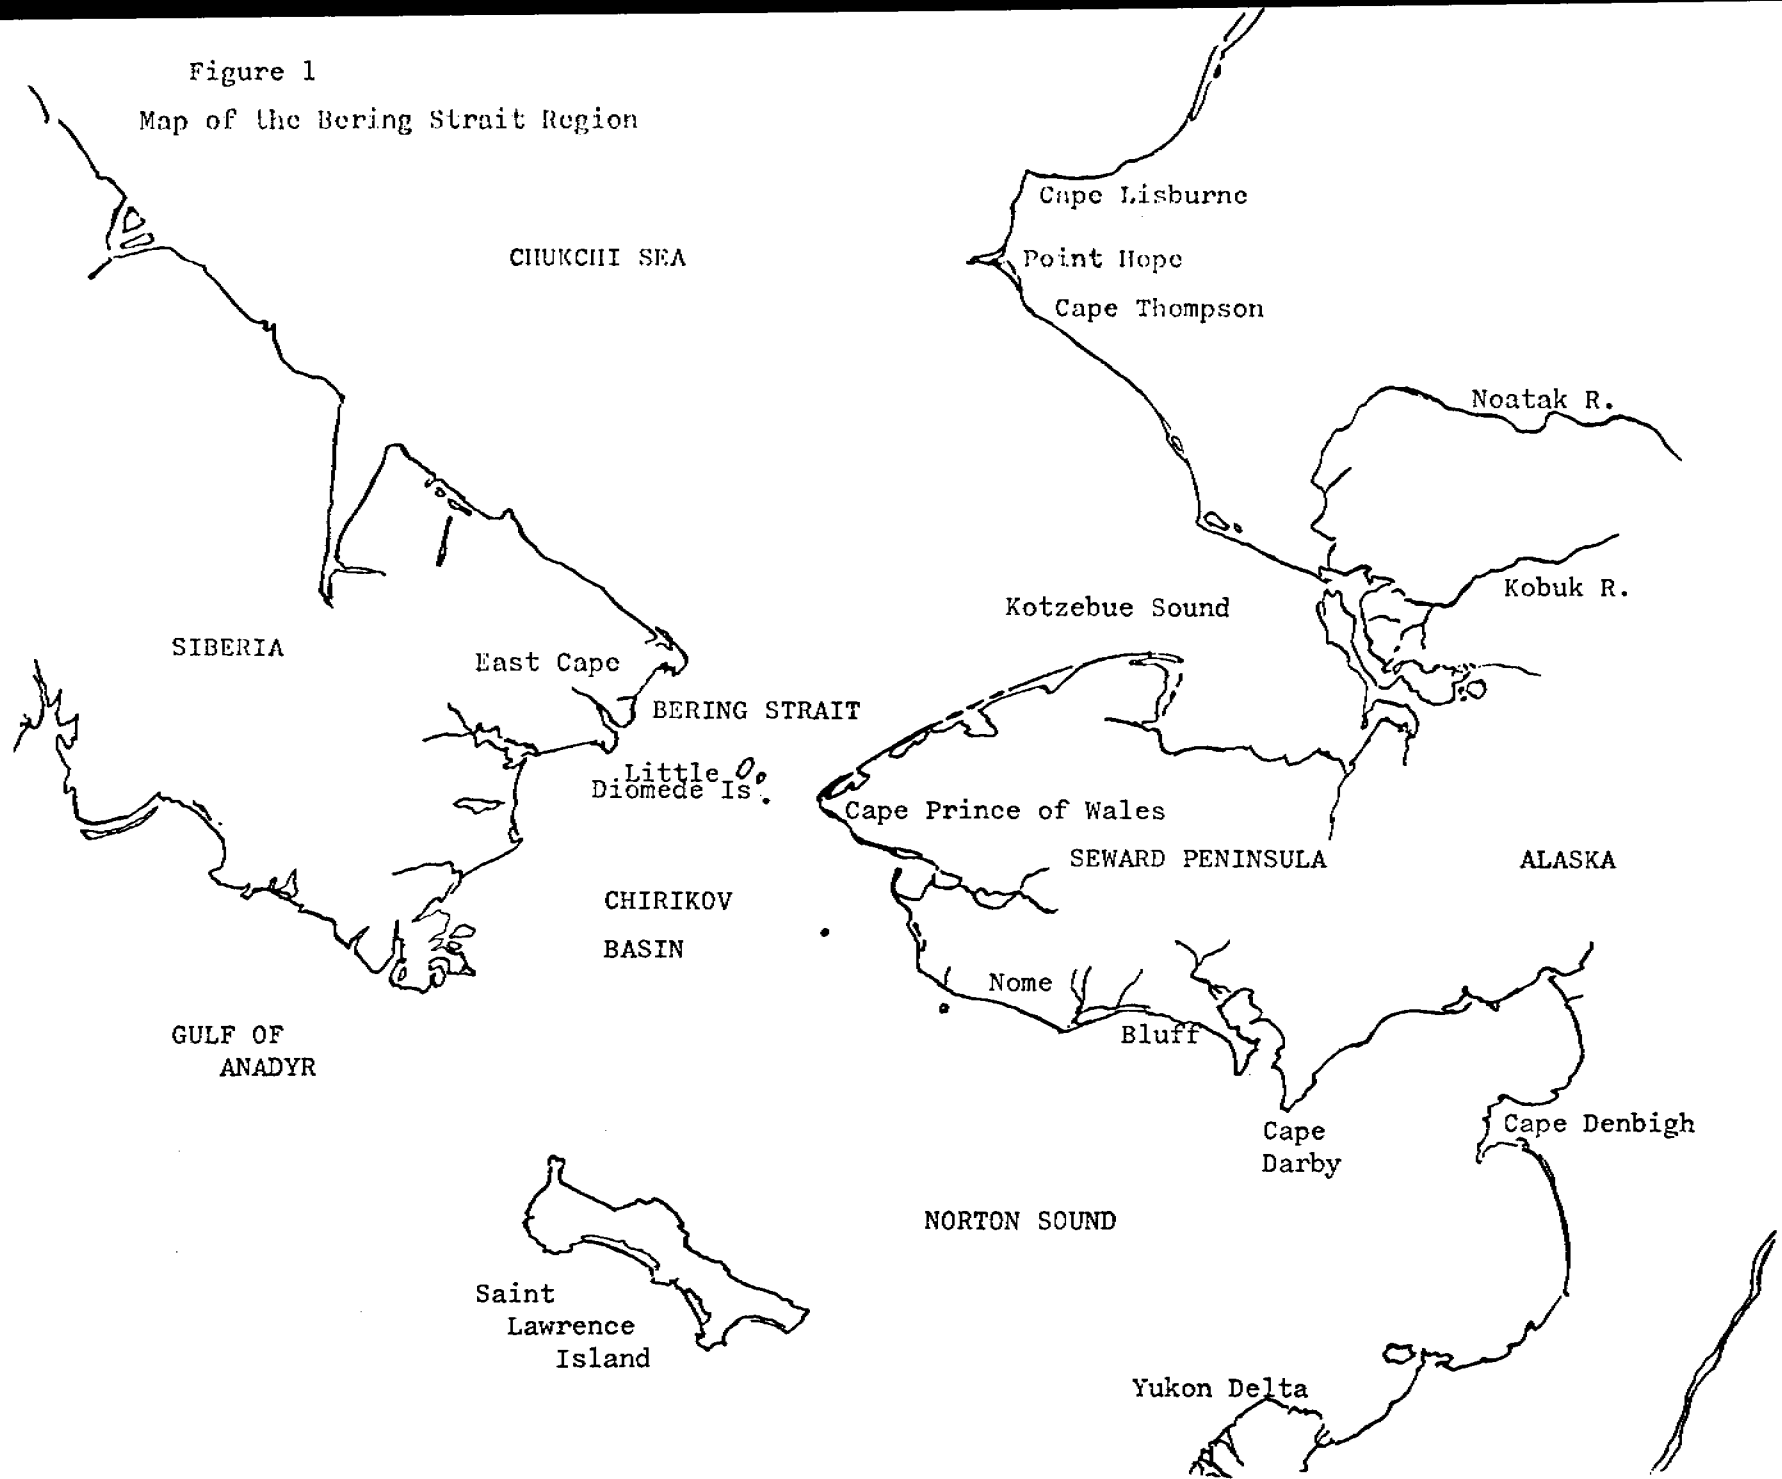 Figure 1
Map of the Bering Strait Region
Cape Lisburne
CHUKCHI SEA
Point Hope
Cape Thompson
Noatak R.
Kobuk R.
Kotzebue Sound
SIBERIA
East Cape
BERING STRAIT
Little
Diomede Is.
Cape Prince of Wales
SEWARD PENINSULA
ALASKA
CHIRIKOV
BASIN
Nome
Bluff
GULF OF
ANADYR
Cape
Darby
Cape Denbigh
NORTON SOUND
Saint
Lawrence
Island
Yukon Delta